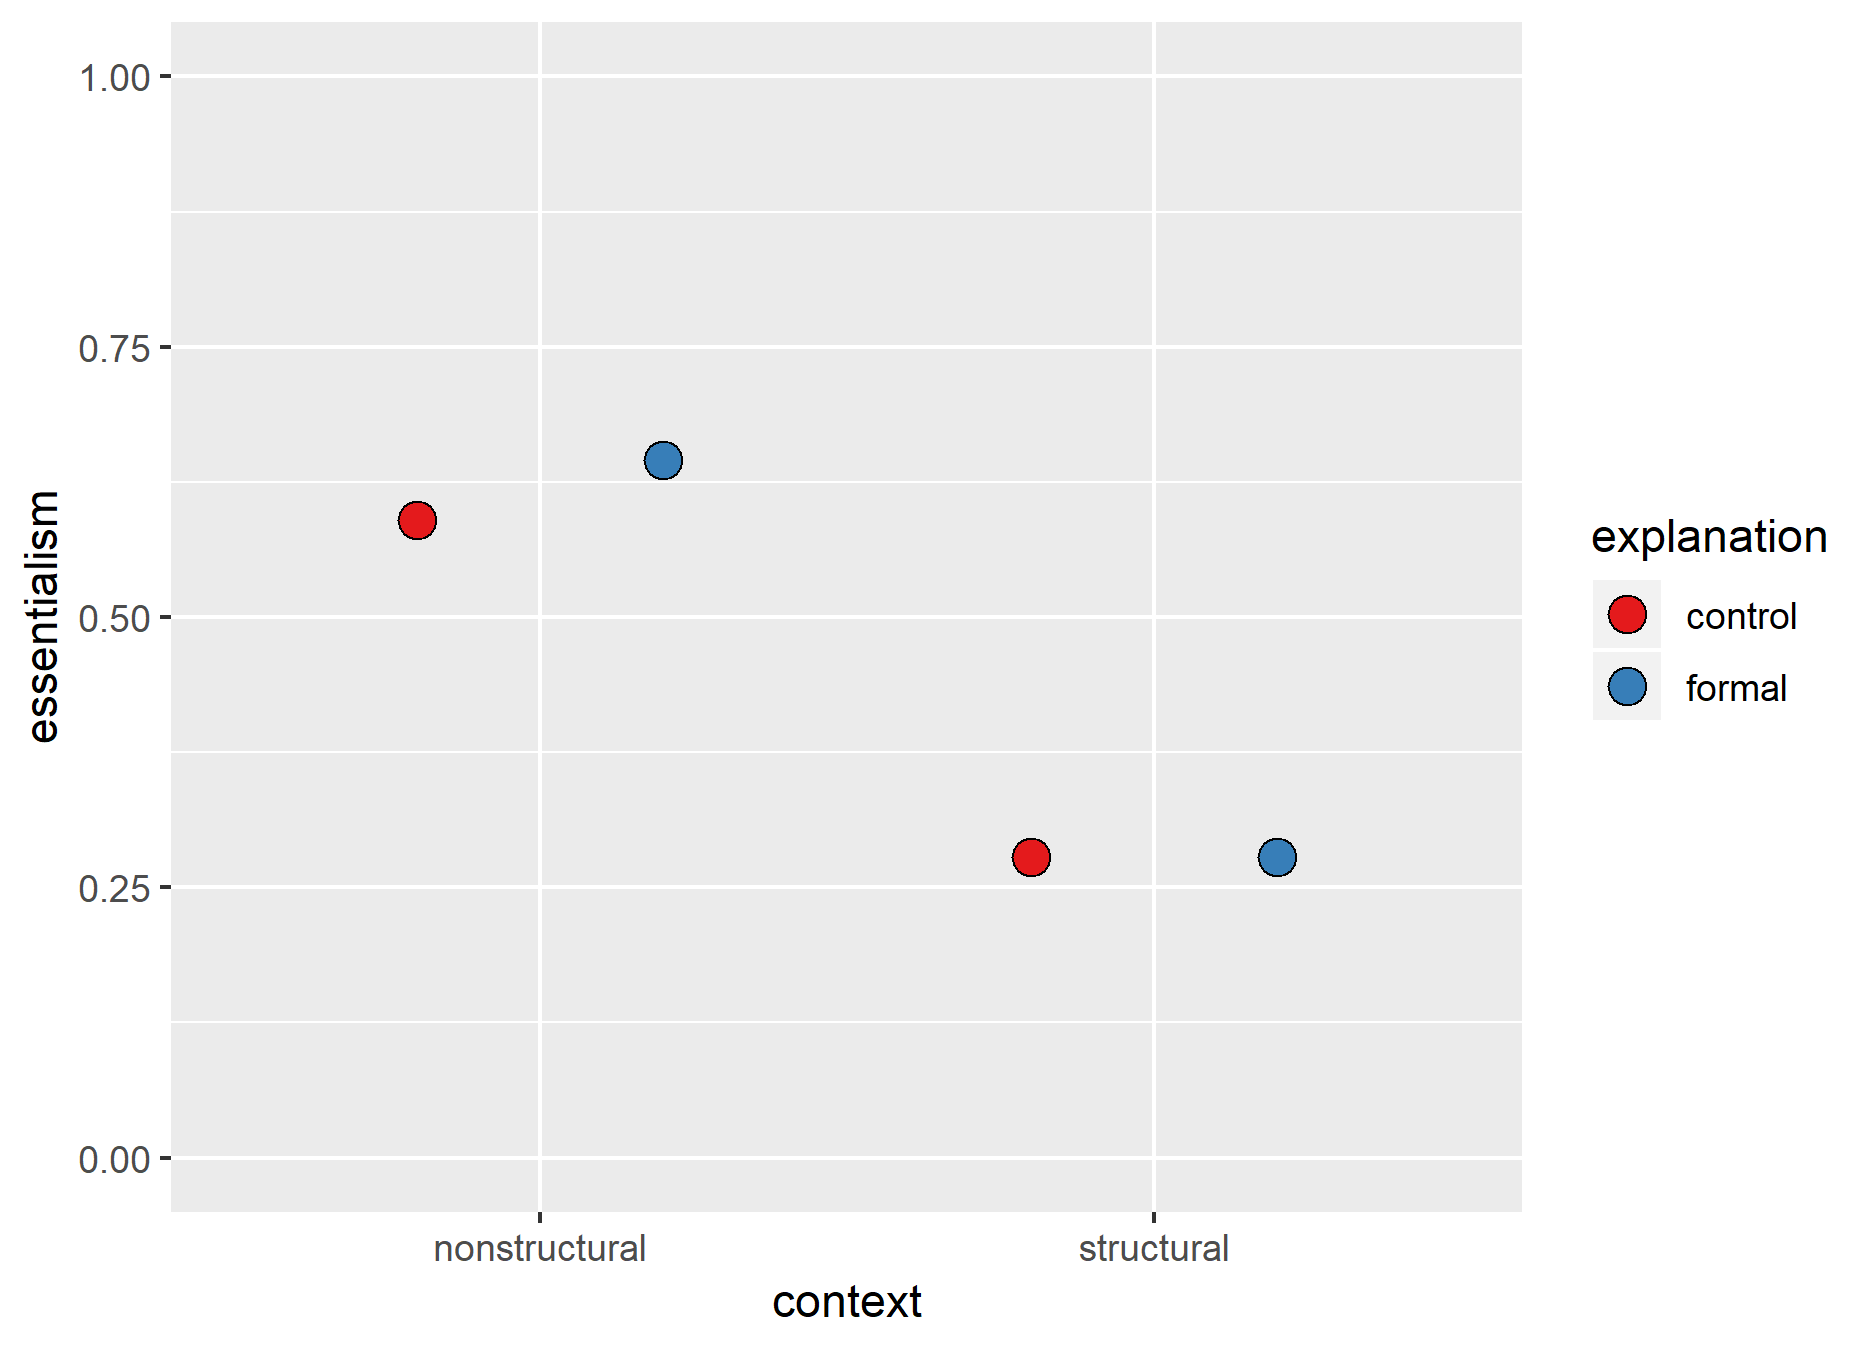 1.00
0.75
0.50
0.25
0.00
essentialism
nonstructural
structural
context
explanation
control
formal